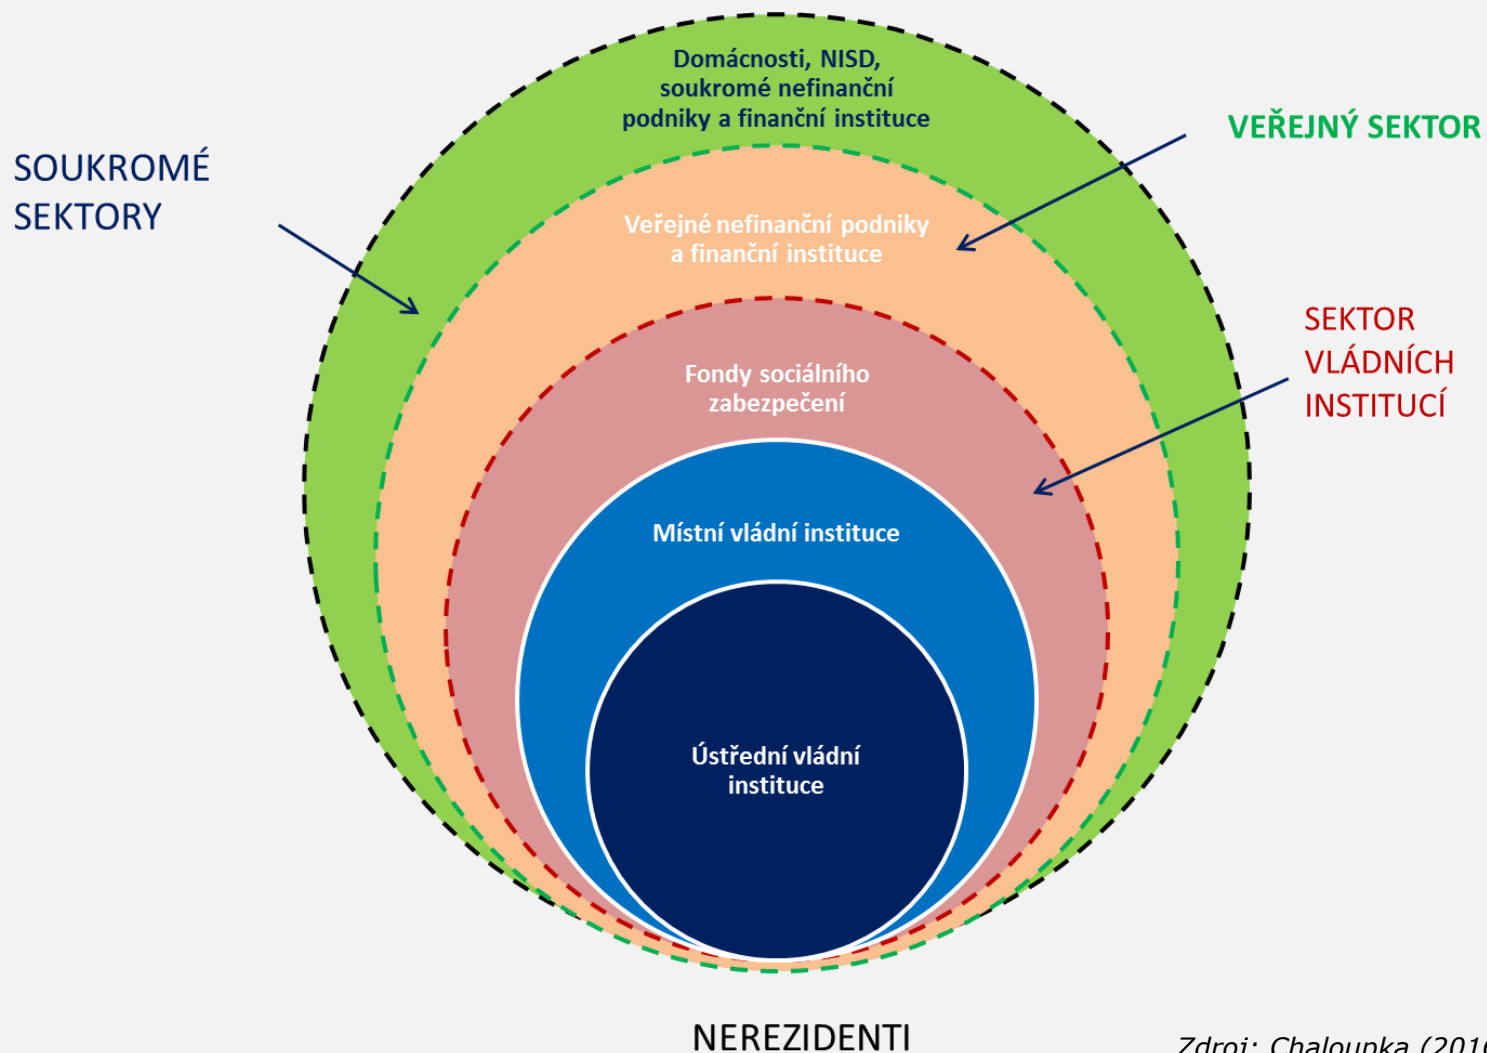 Domácnosti, NISD,
soukromé nefinanční
podniky a finanční instituce
VEŘEJNÝ SEKTOR
SOUKROMÉ
SEKTORY
Veřejné nefinanční podniky
a finanční instituce
SEKTOR
VLÁDNÍCH
INSTITUCÍ
Fondy sociálního
zabezpečení
Místní vládní instituce
Ústřední vládní
instituce
NEREZIDENTI
Zdroj: Chaloupka (2016